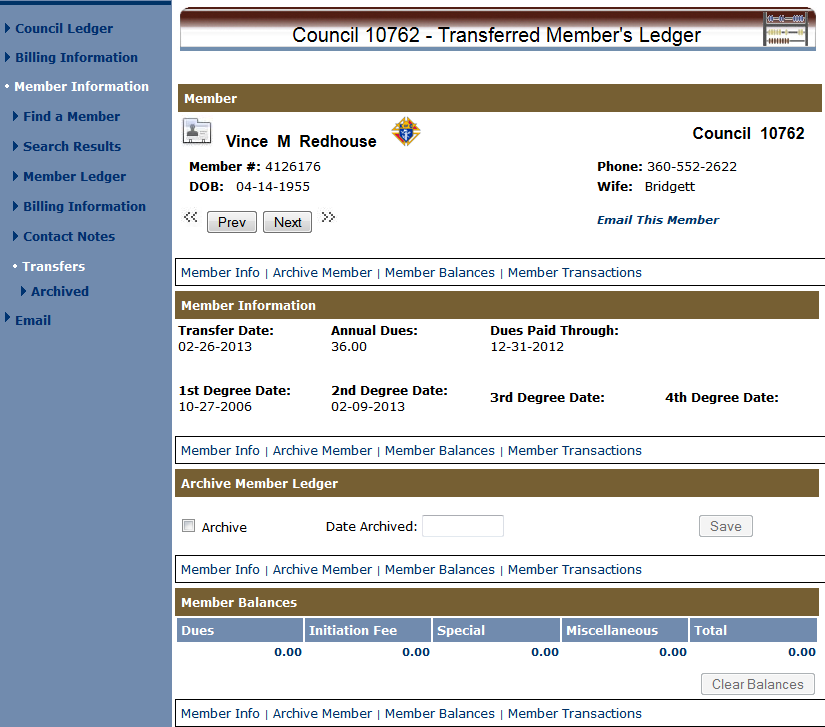 Council Ledger
Billing Information
Member Information
Find a Member
Search Results
Member Ledger
Billing Information
Contact Notes
Transfers
Archived
Email
Council 10762 - Transferred Member's Ledger
Member
Vince M Redhouse
Council 10762
Member #: 4126176
Phone: 360-552-2622
DOB: 04-14-1955
Wife: Bridgett
<< Prev Next >>
Email This Member
Member Info | Archive Member | Member Balances | Member Transactions
Member Information
Transfer Date: Annual Dues: Dues Paid Through:
02-26-2013 36.00 12-31-2012
1st Degree Date: 2nd Degree Date: 3rd Degree Date: 4th Degree Date:
10-27-2006 02-09-2013
Member Info | Archive Member | Member Balances | Member Transactions
Archive Member Ledger
Archive Date Archived: Save
Member Info | Archive Member | Member Balances | Member Transactions
Member Balances
Dues Initiation Fee Special Miscellaneous Total
0.00 0.00 0.00 0.00 0.00
Clear Balances
Member Info | Archive Member | Member Balances | Member Transactions